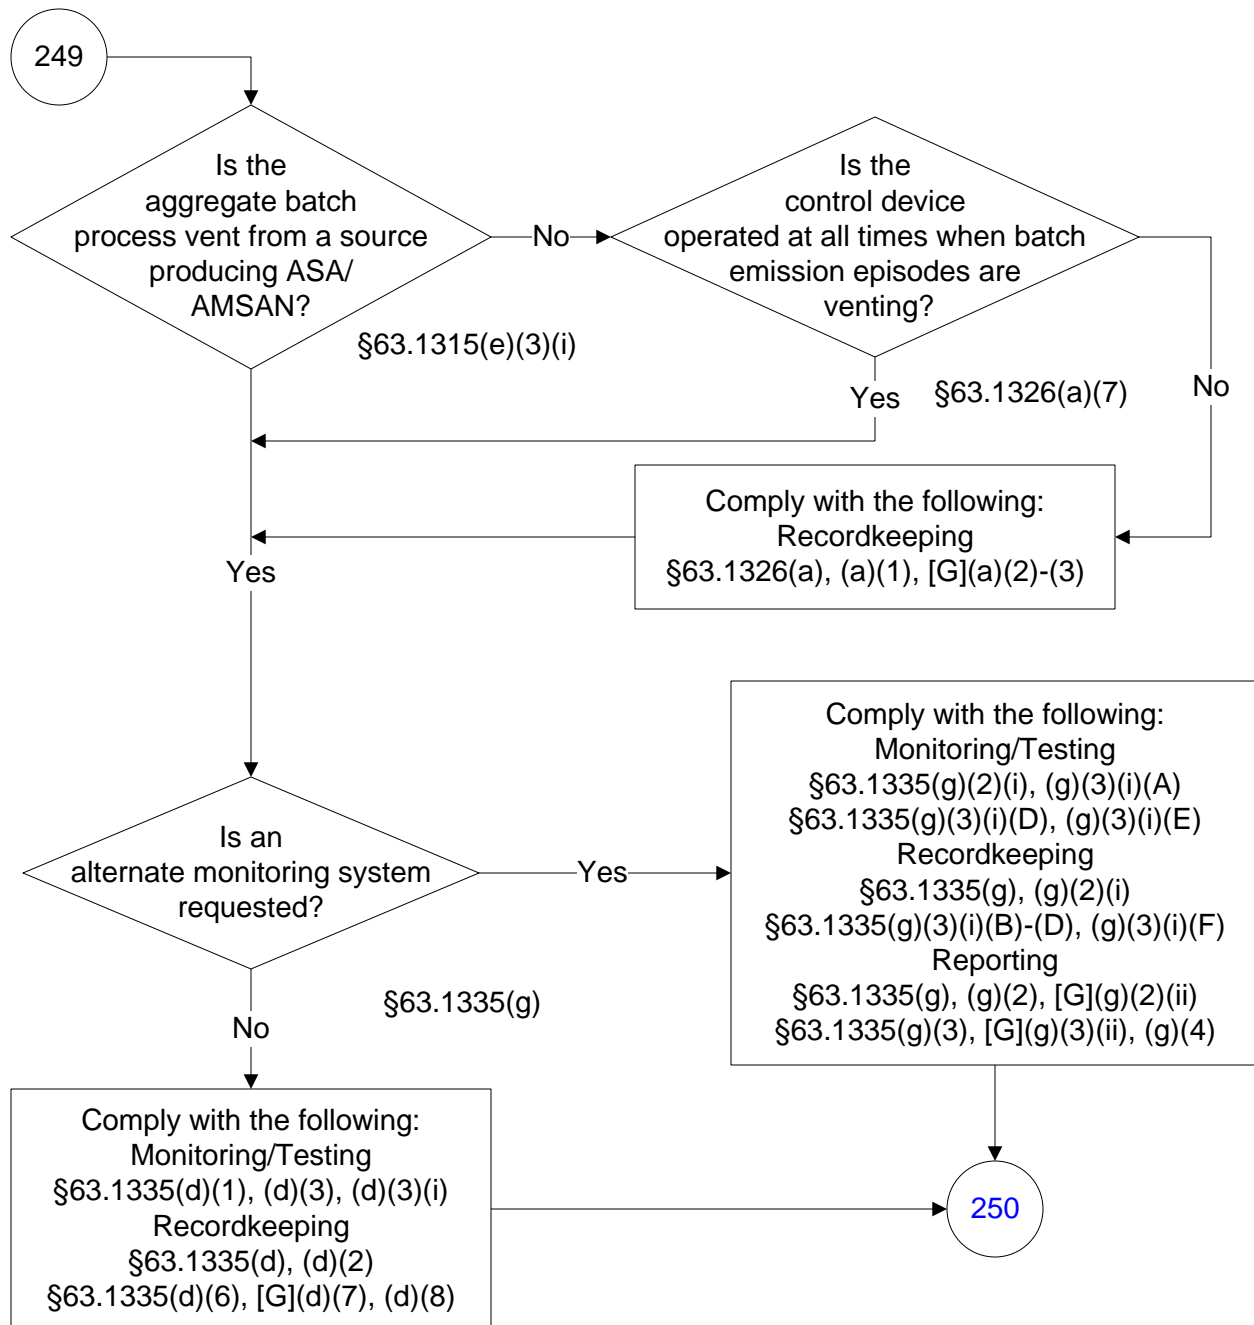 249
Is the
aggregate batch
process vent from a source
producing ASA/
AMSAN?
No
Is the
control device
operated at all times when batch
emission episodes are
venting?
§63.1315(e)(3)(i)
Yes
§63.1326(a)(7)
No
Comply with the following:
Recordkeeping
§63.1326(a), (a)(1), [G](a)(2)-(3)
Yes
Is an
alternate monitoring system
requested?
Yes
§63.1335(g)
No
Comply with the following:
Monitoring/Testing
§63.1335(g)(2)(i), (g)(3)(i)(A)
§63.1335(g)(3)(i)(D), (g)(3)(i)(E)
Recordkeeping
§63.1335(g), (g)(2)(i)
§63.1335(g)(3)(i)(B)-(D), (g)(3)(i)(F)
Reporting
§63.1335(g), (g)(2), [G](g)(2)(ii)
§63.1335(g)(3), [G](g)(3)(ii), (g)(4)
Comply with the following:
Monitoring/Testing
§63.1335(d)(1), (d)(3), (d)(3)(i)
Recordkeeping
§63.1335(d), (d)(2)
§63.1335(d)(6), [G](d)(7), (d)(8)
250